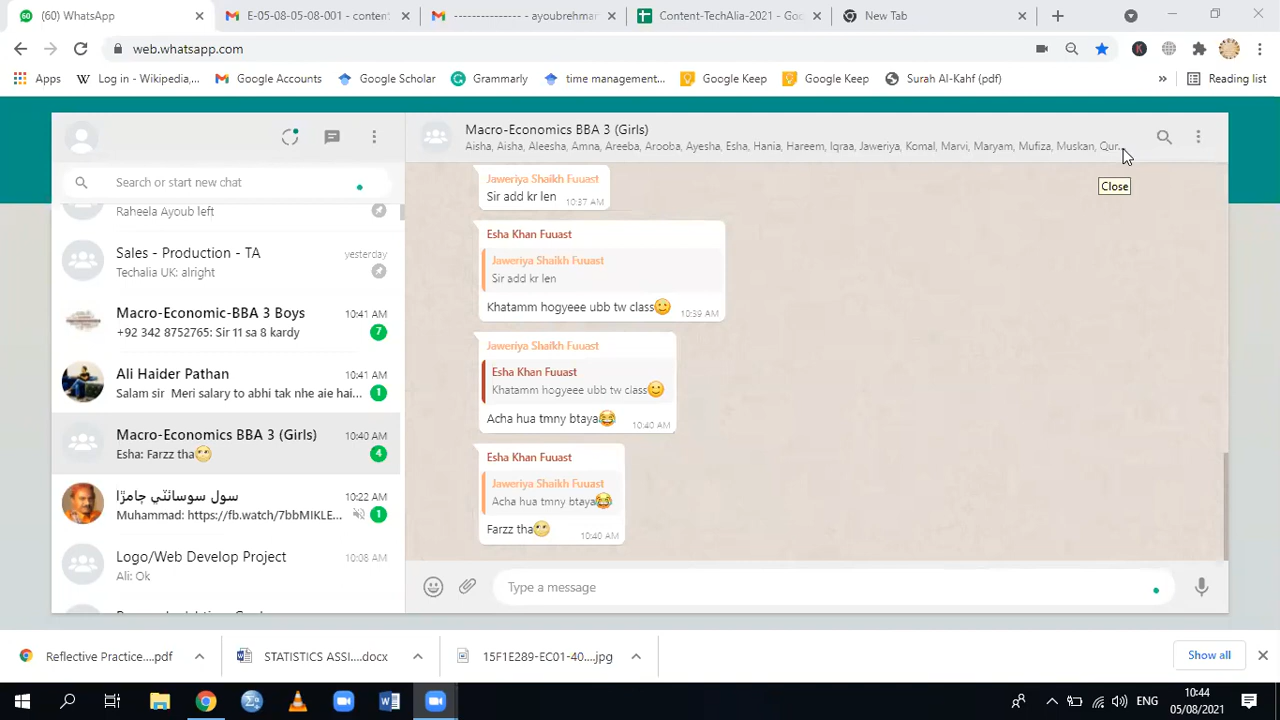 (60) WhatsApp
E-05-08-05-08-001 - conten
---------------- - ayoubrehman
Content-TechAlia-2021 - Goo
New Tab
web.whatsapp.com
Apps
Log in - Wikipedia,...
Google Accounts
Google Scholar
Grammarly
time management...
Google Keep
Google Keep
Surah Al-Kahf (pdf)
»
Reading list
Macro-Economics BBA 3 (Girls)
Aisha, Aisha, Aleesha, Amna, Areeba, Arooba, Ayesha, Esha, Hania, Hareem, Iqraa, Jaweriya, Komal, Marvi, Maryam, Mufiza, Muskan, Qur...
Close
Search or start new chat
Raheela Ayoub left
Sales - Production - TA
yesterday
Techalia UK: alright
Macro-Economic-BBA 3 Boys
10:41 AM
+92 342 8752765: Sir 11 sa 8 kardy
7
Ali Haider Pathan
10:41 AM
Salam sir Meri salary to abhi tak nhe aie hai...
1
Macro-Economics BBA 3 (Girls)
10:40 AM
Esha: Farzz tha😬
4
سول سوسائٽي ڄامڙا
10:22 AM
Muhammad: https://fb.watch/7bbMIKLE...
1
Logo/Web Develop Project
10:08 AM
Ali: Ok
Jaweriya Shaikh Fuuast
Sir add kr len
10:37 AM
Esha Khan Fuuast
Jaweriya Shaikh Fuuast
Sir add kr len
Khatamm hogyeee ubb tw class😊
10:39 AM
Jaweriya Shaikh Fuuast
Esha Khan Fuuast
Khatamm hogyeee ubb tw class😊
Acha hua tmny btaya😂
10:40 AM
Esha Khan Fuuast
Jaweriya Shaikh Fuuast
Acha hua tmny btaya😂
Farzz tha😬
10:40 AM
Type a message
Reflective Practice....pdf
STATISTICS ASSI....docx
15F1E289-EC01-40....jpg
Show all
ENG
10:44
05/08/2021